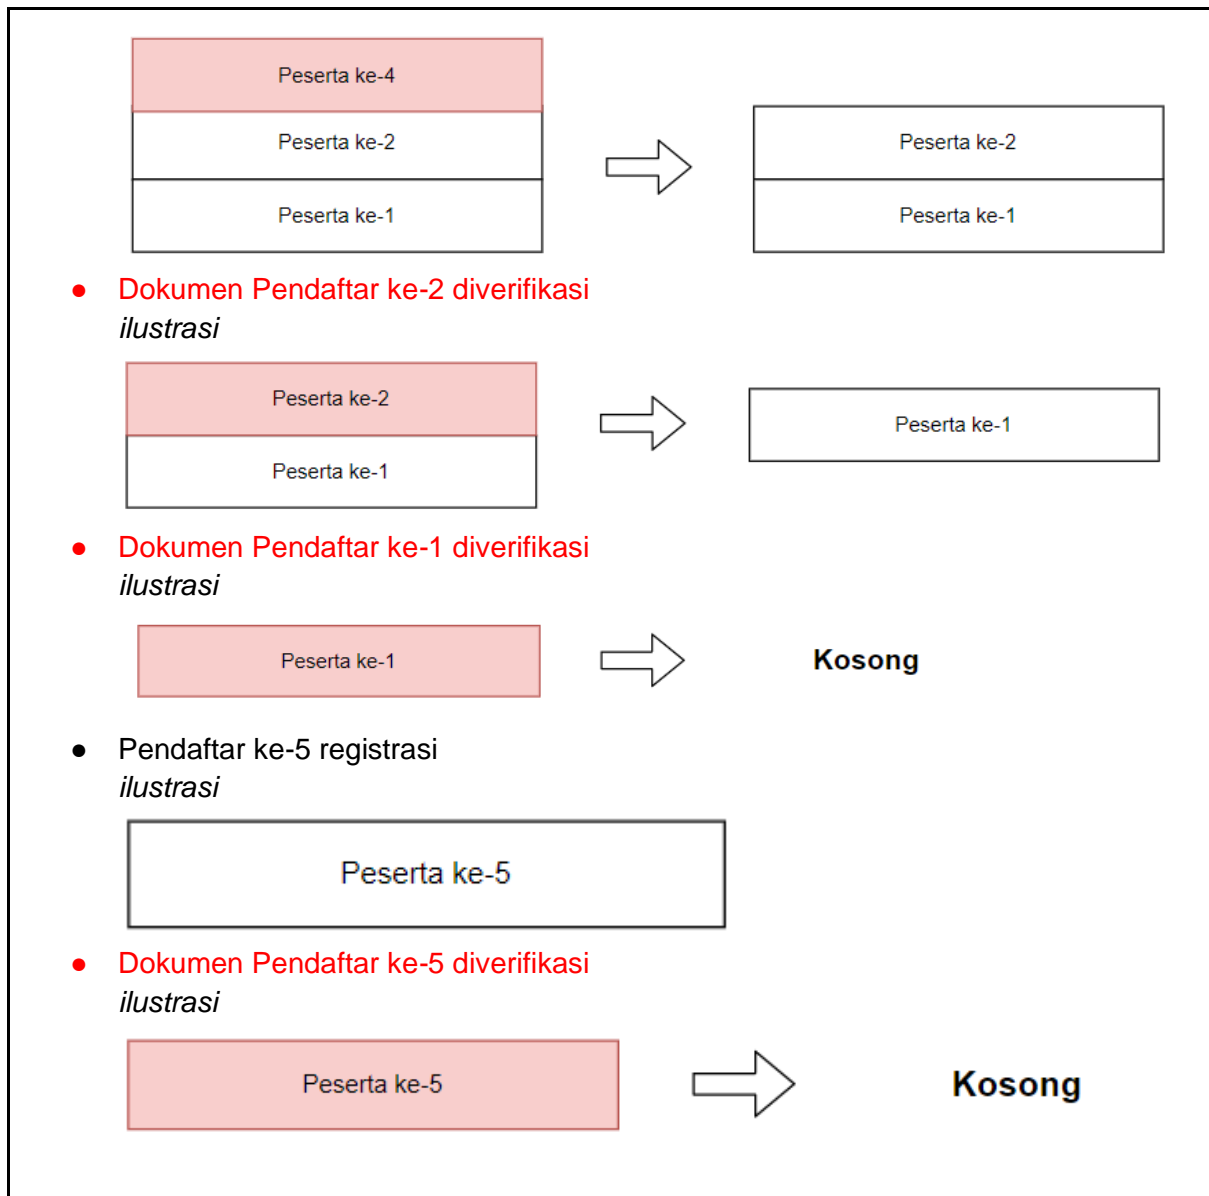 Peserta ke-4
Peserta ke-2
Peserta ke-1
Peserta ke-2
Peserta ke-1
● Dokumen Pendaftar ke-2 diverifikasi
ilustrasi
Peserta ke-2
Peserta ke-1
Peserta ke-1
● Dokumen Pendaftar ke-1 diverifikasi
ilustrasi
Peserta ke-1
Kosong
● Pendaftar ke-5 registrasi
ilustrasi
Peserta ke-5
● Dokumen Pendaftar ke-5 diverifikasi
ilustrasi
Peserta ke-5
Kosong